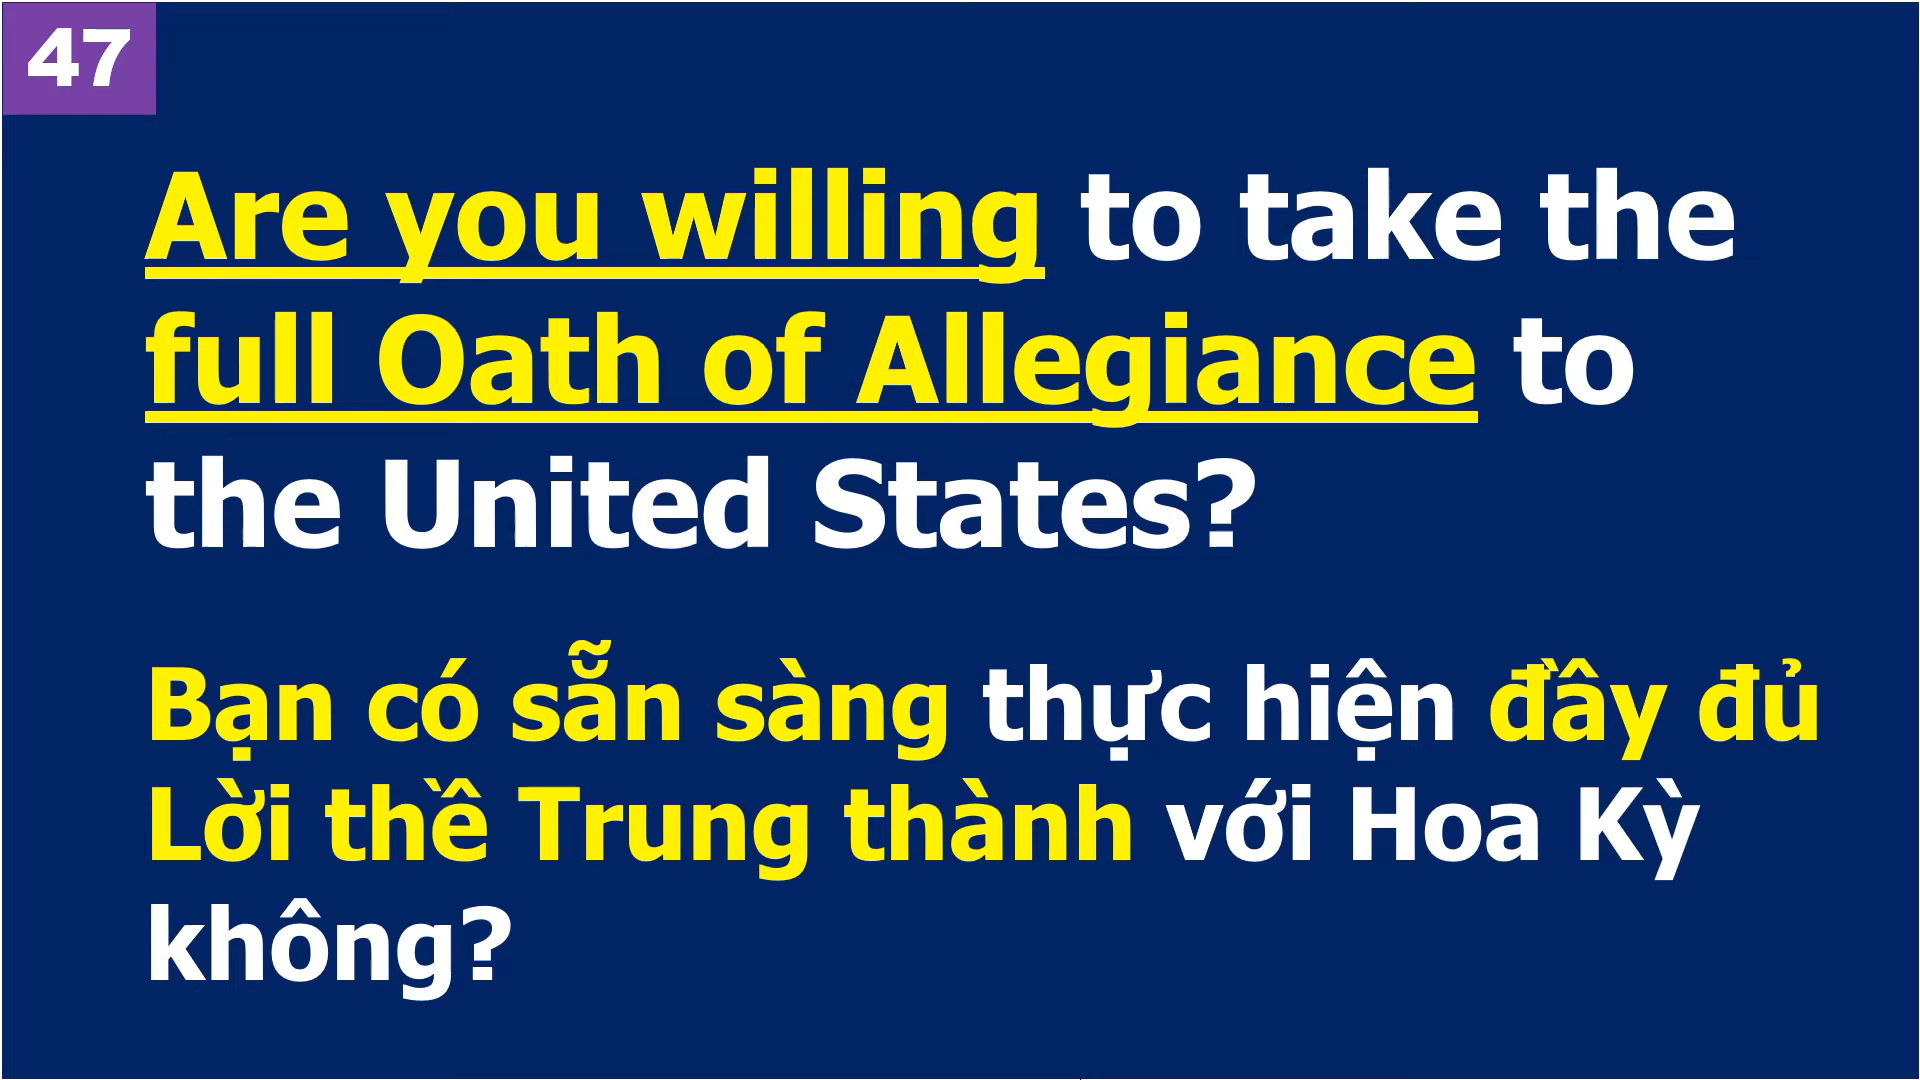 47
Are you willing to take the
full Oath of Allegiance to
the United States?
Bạn có sẵn sàng thực hiện đầy đủ
Lời thề Trung thành với Hoa Kỳ
không?